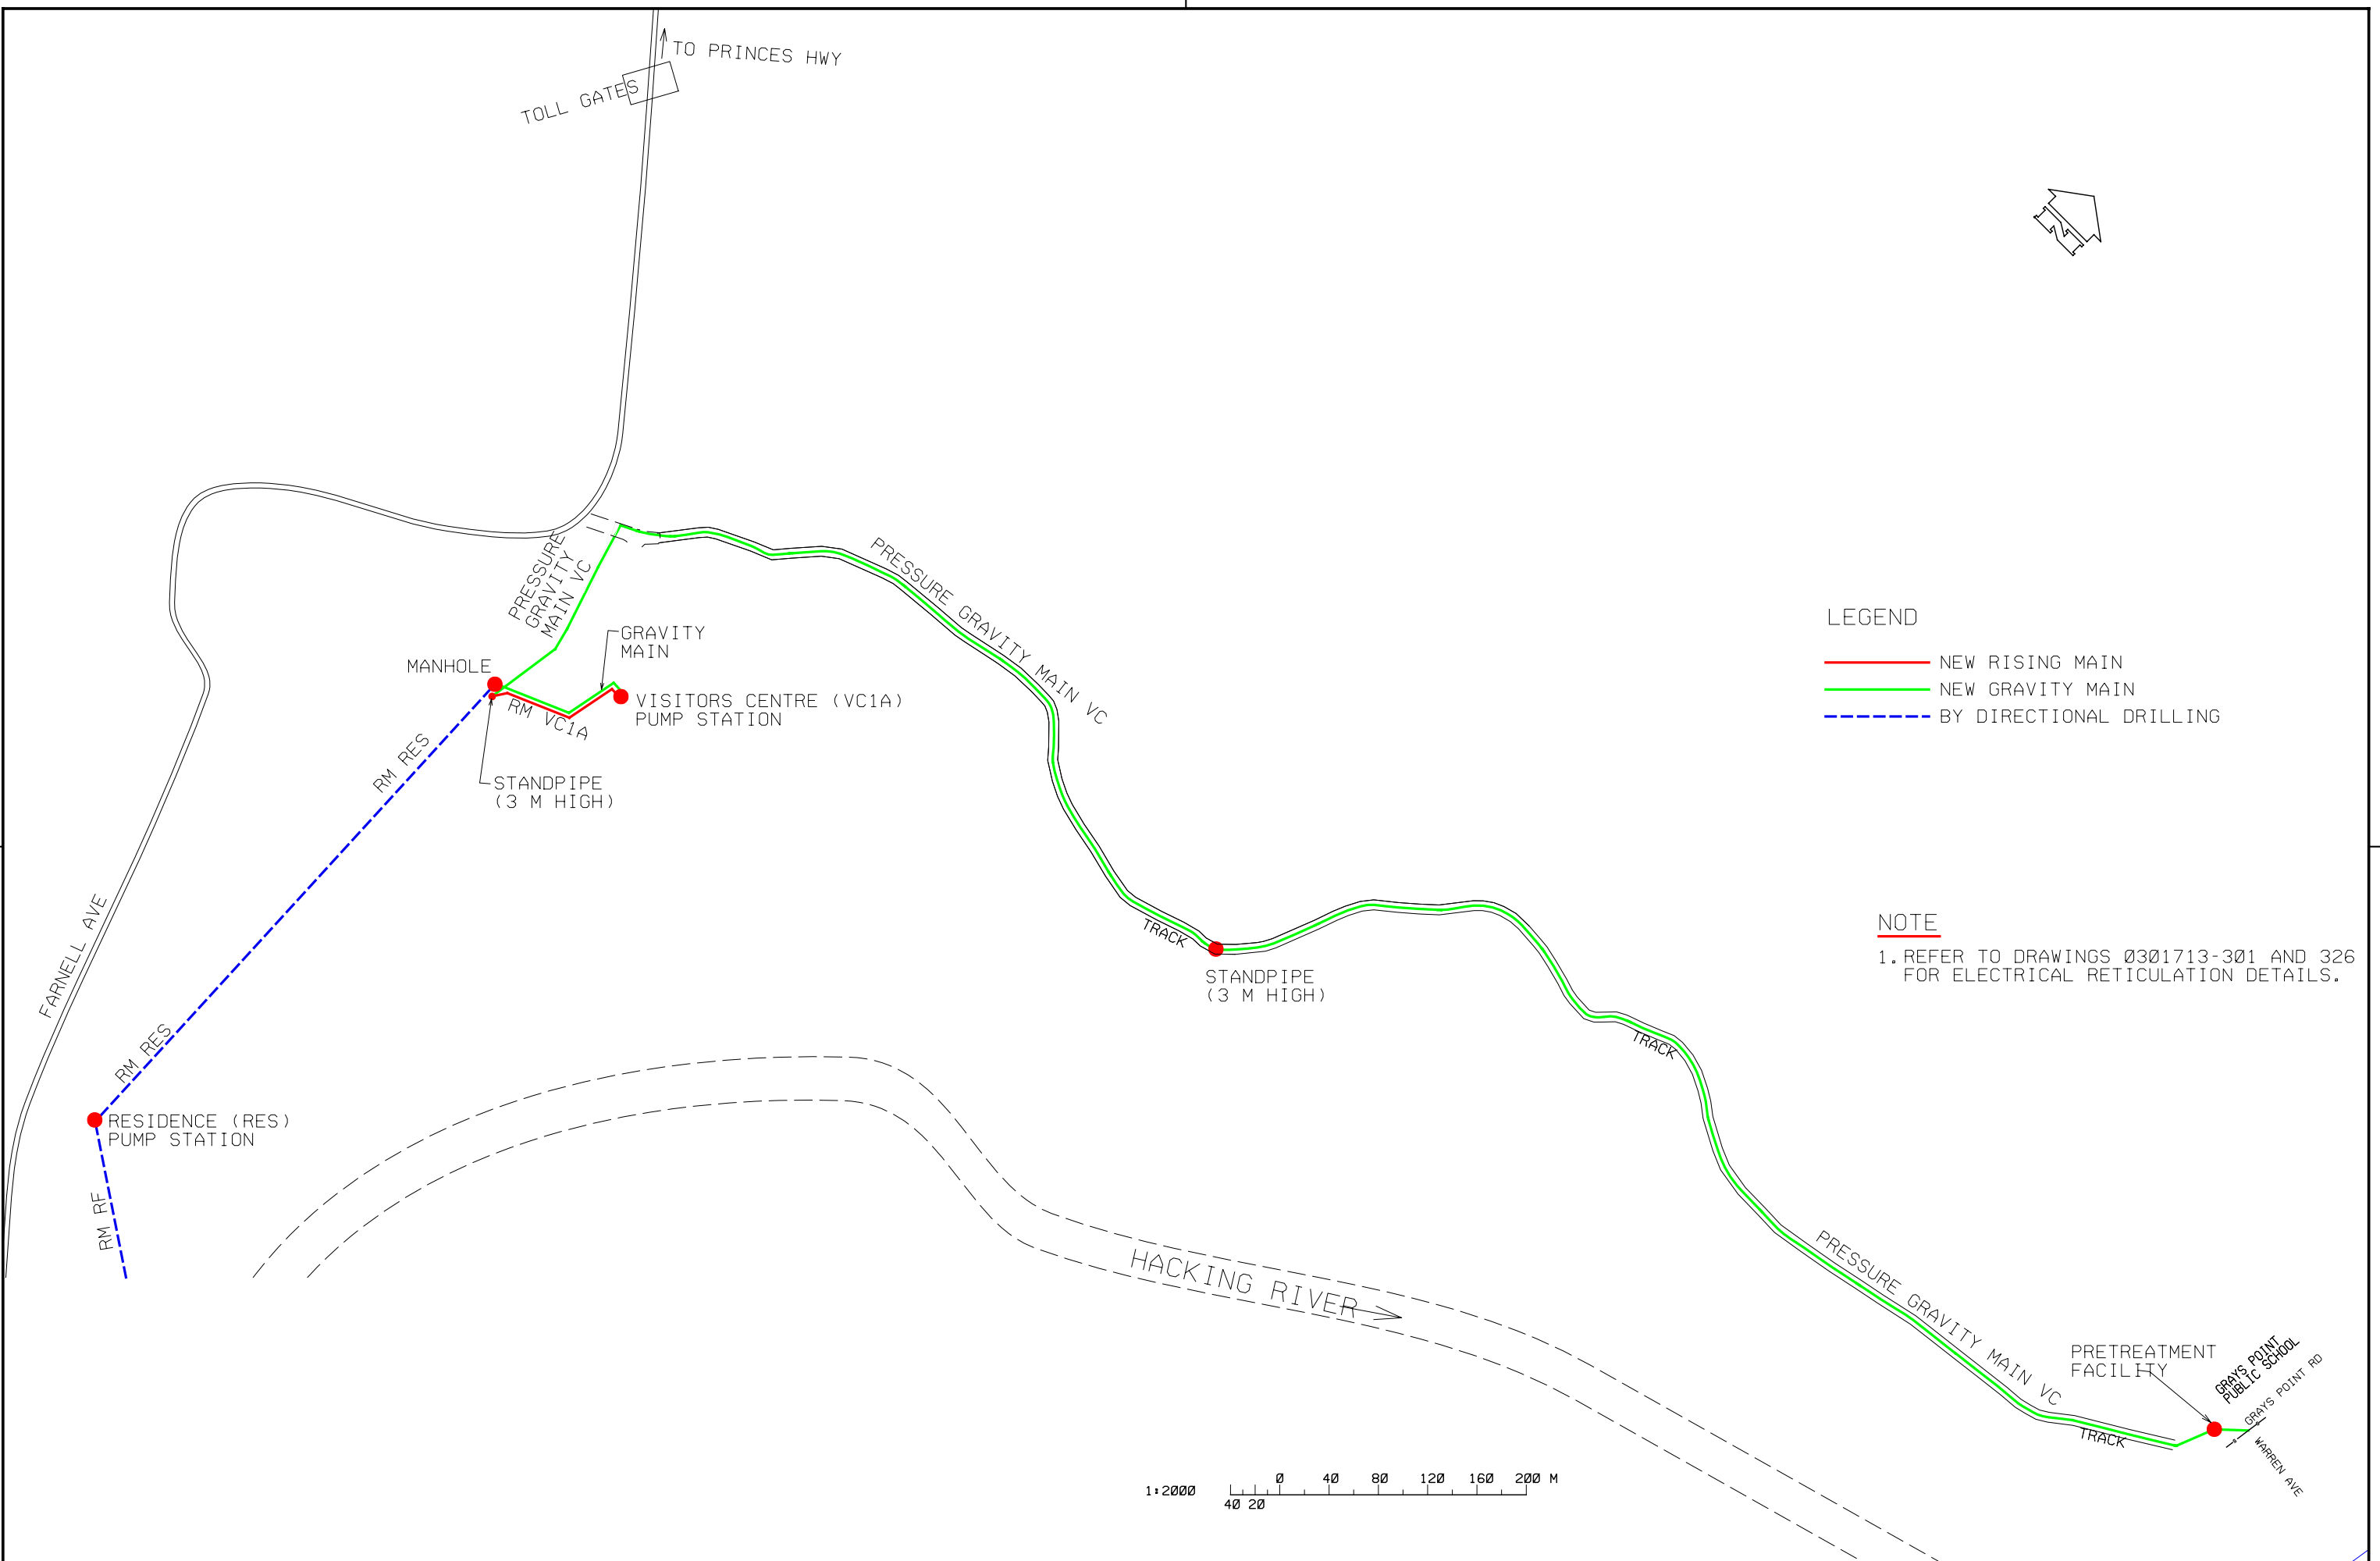 TO PRINCES HWY
TOLL GATES
N
PRESSURE
GRAVITY
MAIN VC
PRESSURE GRAVITY MAIN VC
GRAVITY
MAIN
MANHOLE
VISITORS CENTRE (VC1A)
PUMP STATION
RM VC1A
RM RES
STANDPIPE
(3 M HIGH)
LEGEND
NEW RISING MAIN
NEW GRAVITY MAIN
BY DIRECTIONAL DRILLING
FARNELL AVE
TRACK
STANDPIPE
(3 M HIGH)
NOTE
1. REFER TO DRAWINGS 0301713-301 AND 326
FOR ELECTRICAL RETICULATION DETAILS.
RM RES
TRACK
RESIDENCE (RES)
PUMP STATION
RM RF
HACKING RIVER
PRESSURE GRAVITY MAIN VC
PRETREATMENT
FACILITY
GRAYS POINT
PUBLIC SCHOOL
GRAYS POINT RD
TRACK
WARREN AVE
1:2000
0 40 80 120 160 200 M
40 20